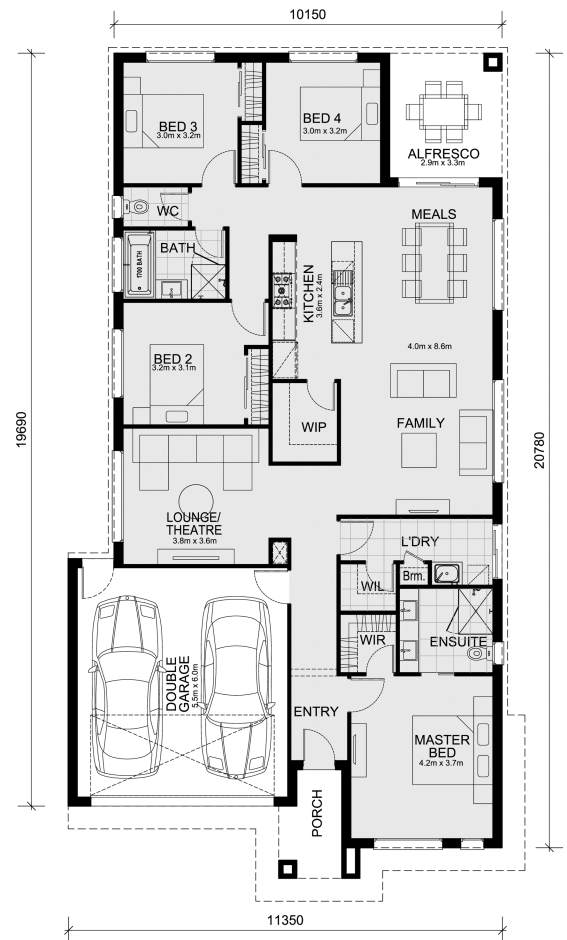 10150
BED 3
3.0m x 3.2m
BED 4
3.0m x 3.2m
ALFRESCO
2.9m x 3.3m
WC
MEALS
BATH
1700 BATH
KITCHEN
3.6m x 2.4m
4.0m x 8.6m
BED 2
3.2m x 3.1m
WIP
FAMILY
19690
20780
LOUNGE/
THEATRE
3.8m x 3.6m
L'DRY
WIL
Brm.
WIR
ENSUITE
DOUBLE
GARAGE
5.5m x 6.0m
ENTRY
MASTER
BED
4.2m x 3.7m
PORCH
11350